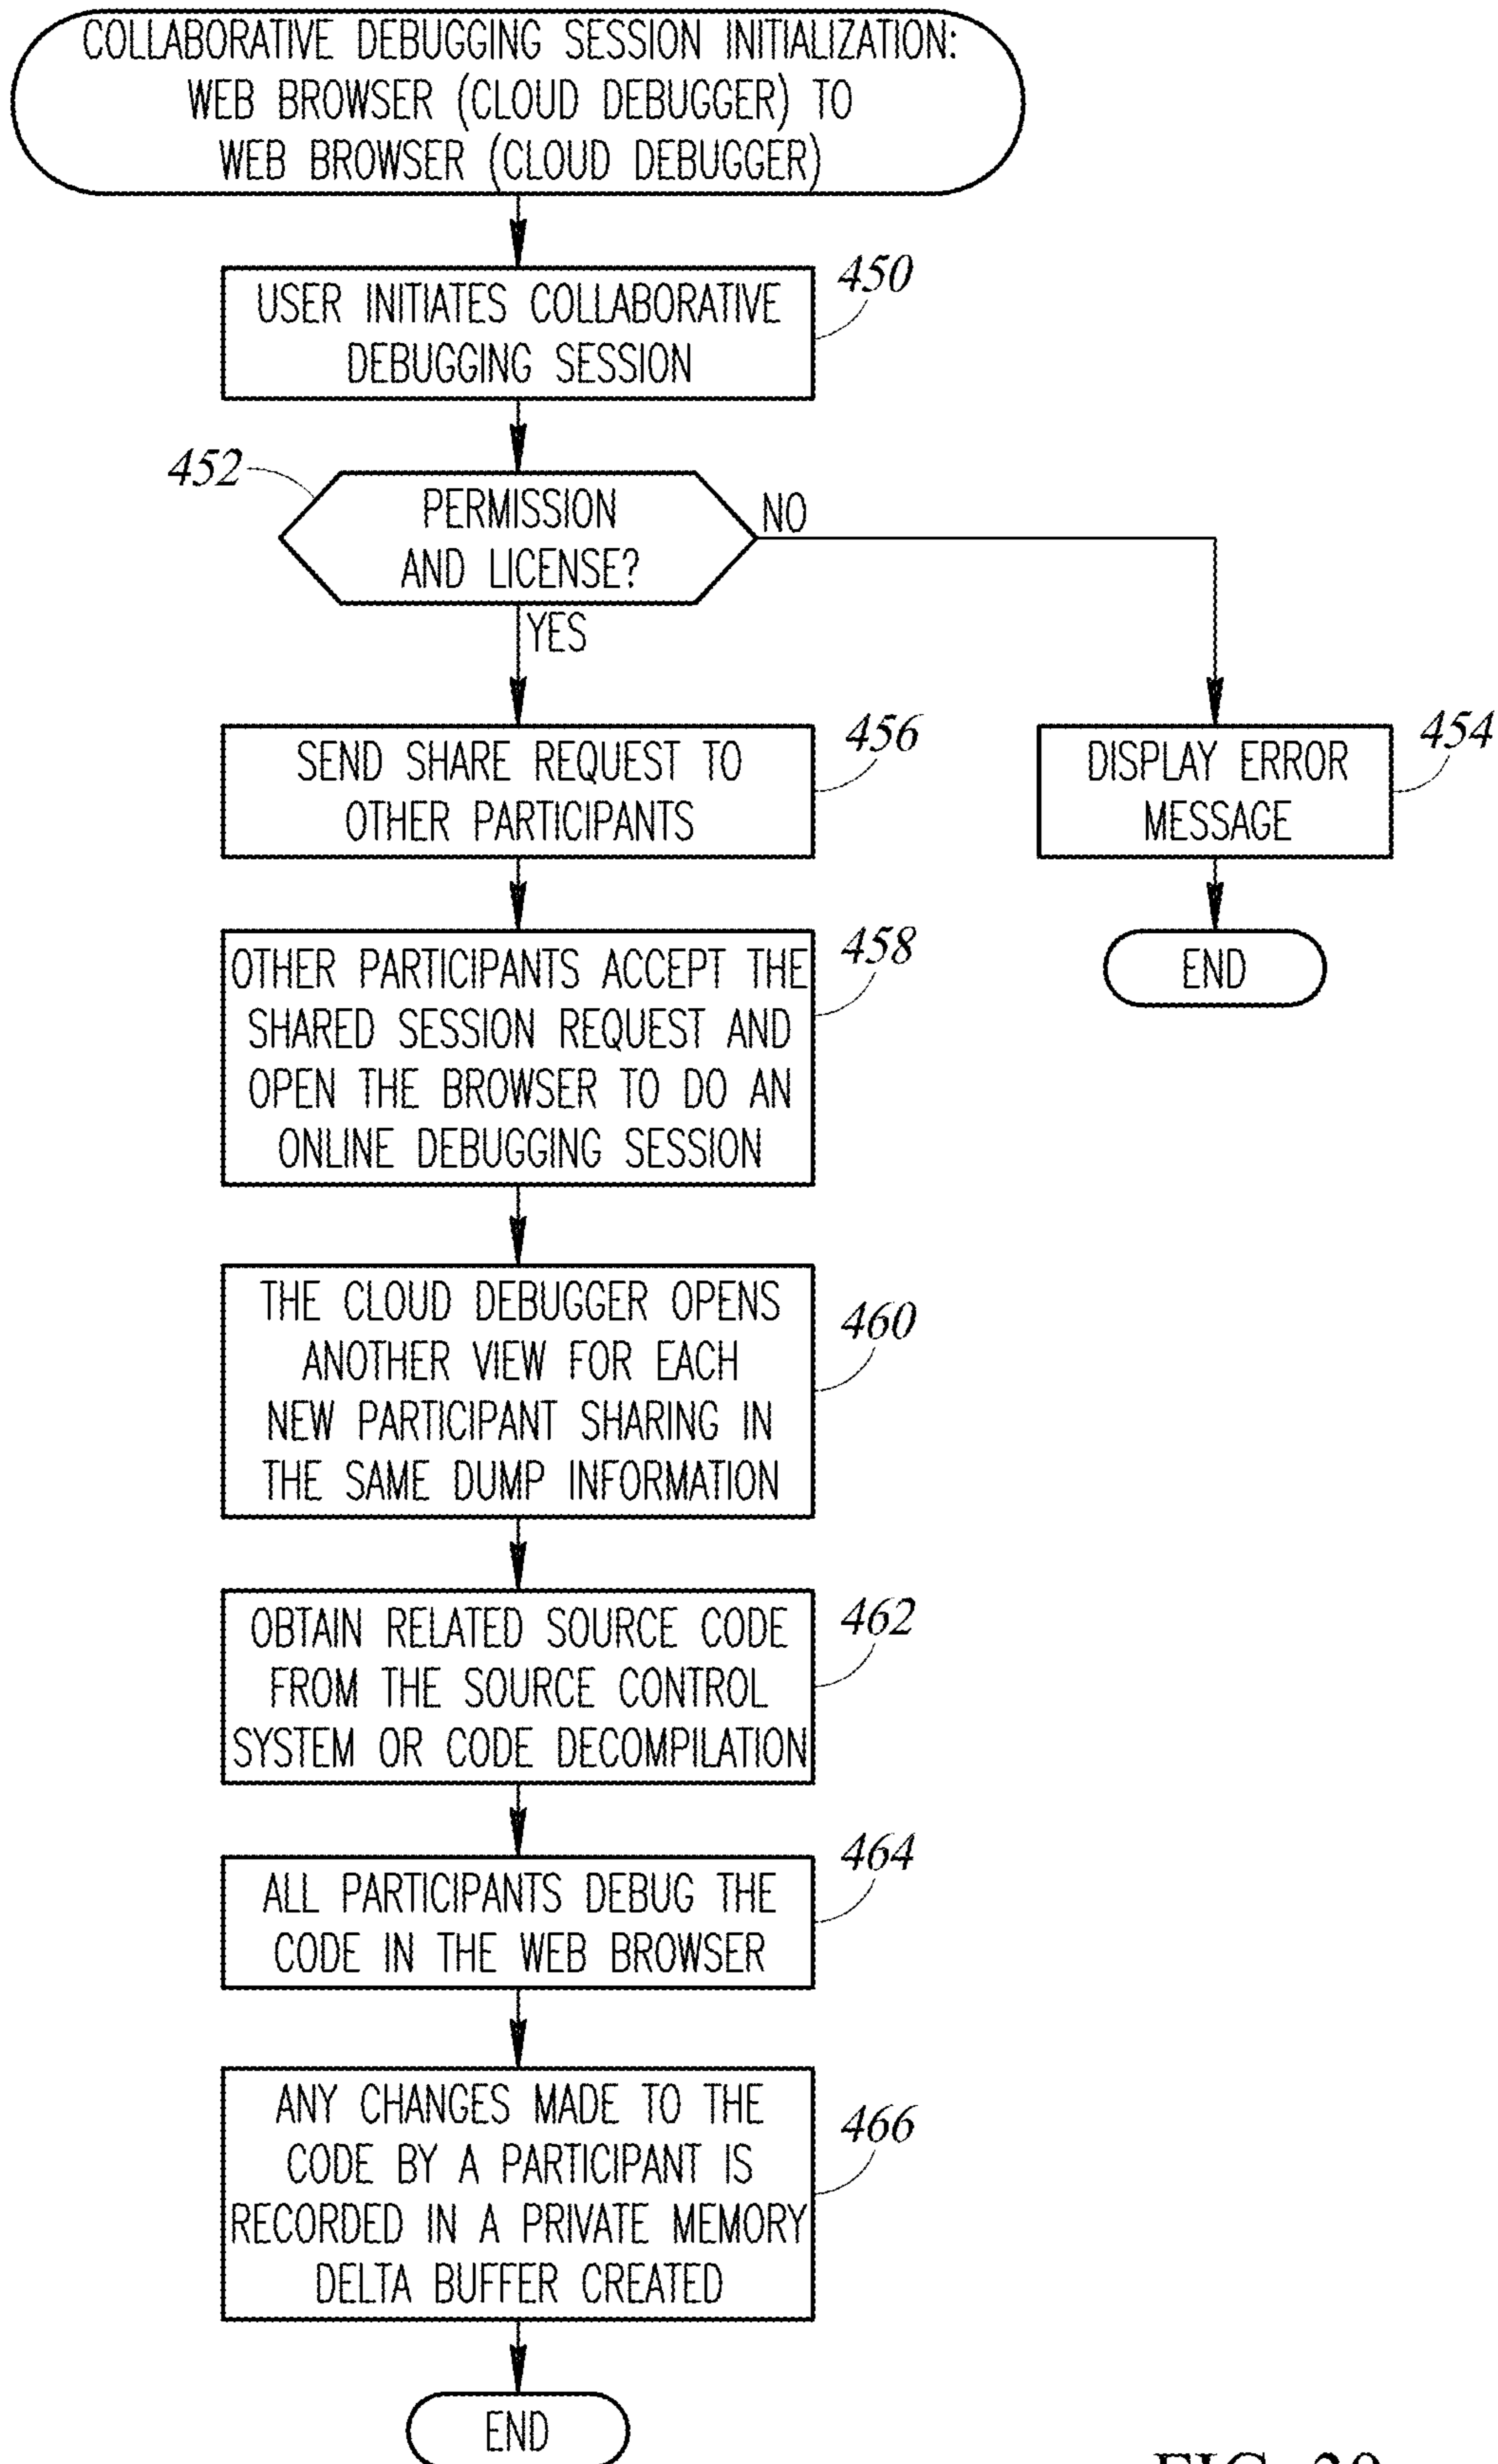 COLLABORATIVE DEBUGGING SESSION INITIALIZATION:
WEB BROWSER (CLOUD DEBUGGER) TO
WEB BROWSER (CLOUD DEBUGGER)
450
USER INITIATES COLLABORATIVE
DEBUGGING SESSION
452
PERMISSION
AND LICENSE?
NO
YES
456
SEND SHARE REQUEST TO
OTHER PARTICIPANTS
454
DISPLAY ERROR
MESSAGE
END
458
OTHER PARTICIPANTS ACCEPT THE
SHARED SESSION REQUEST AND
OPEN THE BROWSER TO DO AN
ONLINE DEBUGGING SESSION
460
THE CLOUD DEBUGGER OPENS
ANOTHER VIEW FOR EACH
NEW PARTICIPANT SHARING IN
THE SAME DUMP INFORMATION
462
OBTAIN RELATED SOURCE CODE
FROM THE SOURCE CONTROL
SYSTEM OR CODE DECOMPILATION
464
ALL PARTICIPANTS DEBUG THE
CODE IN THE WEB BROWSER
466
ANY CHANGES MADE TO THE
CODE BY A PARTICIPANT IS
RECORDED IN A PRIVATE MEMORY
DELTA BUFFER CREATED
END